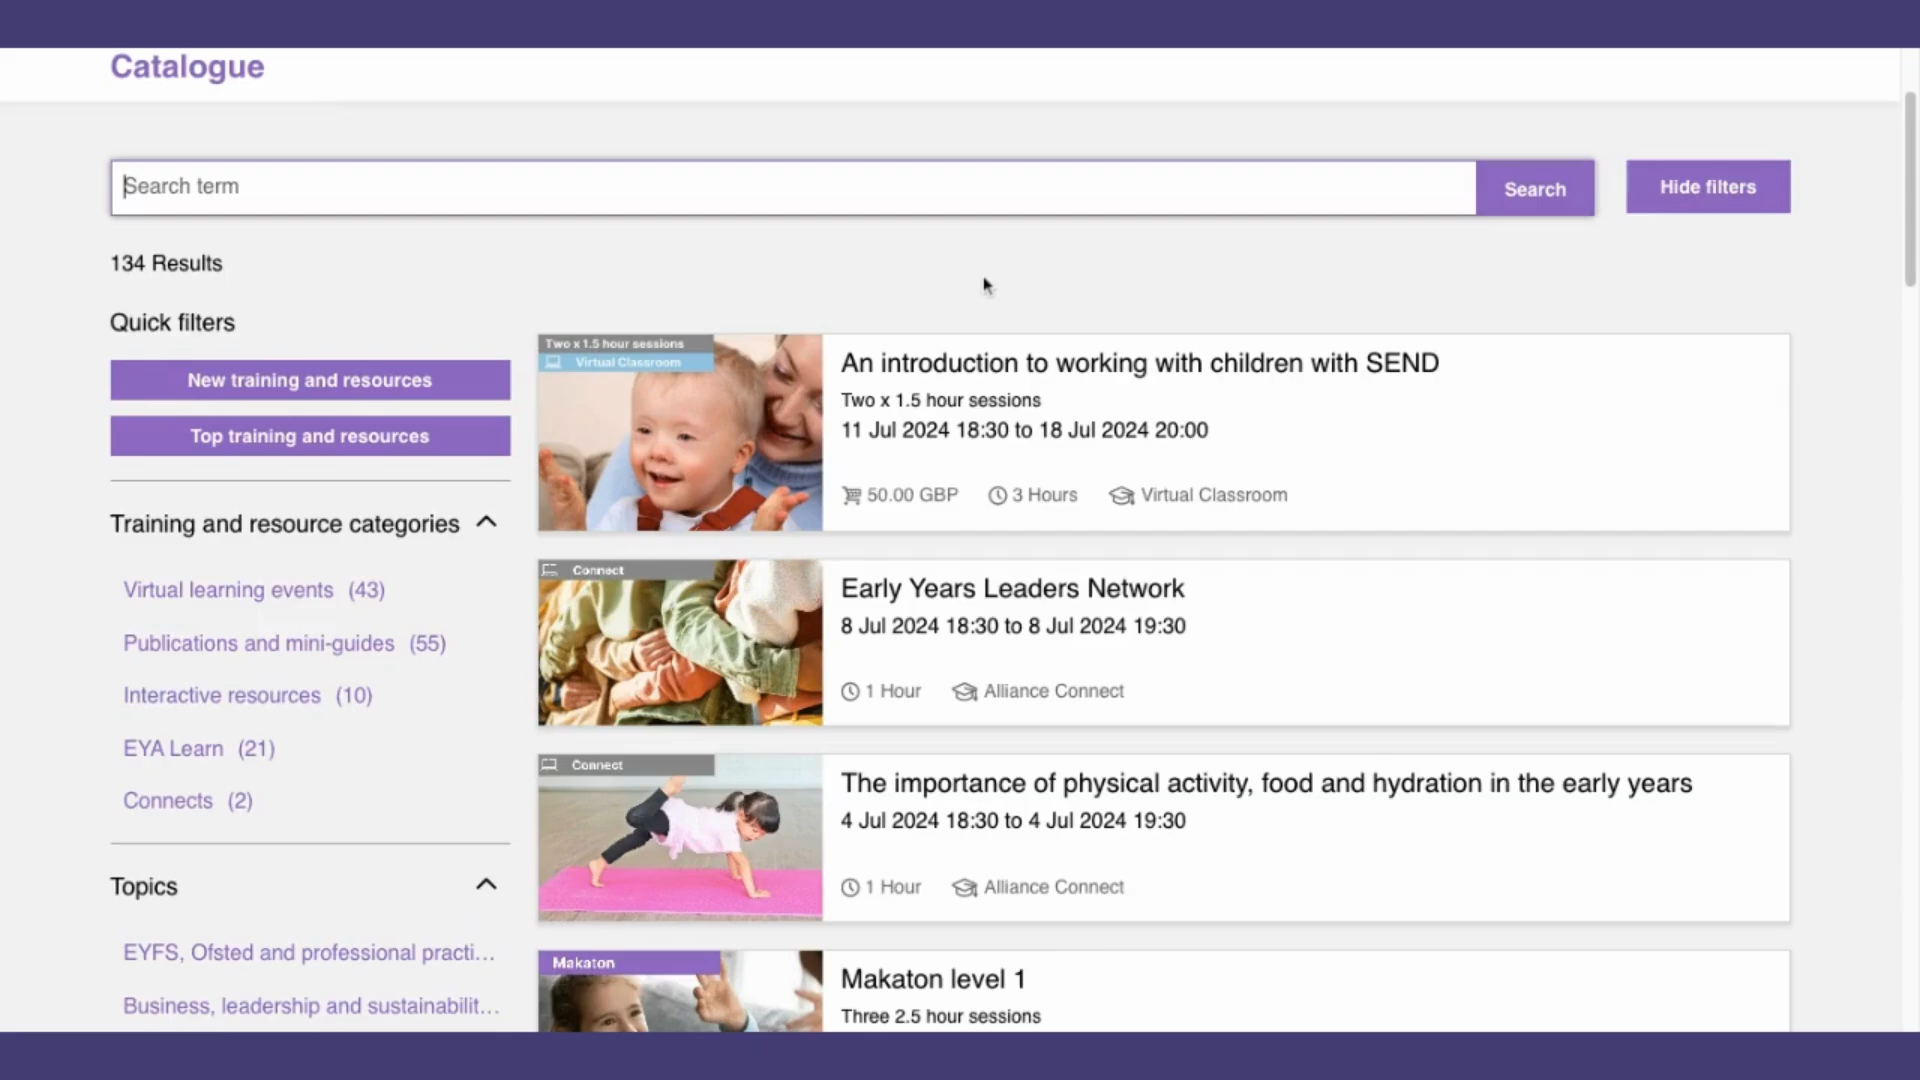 Catalogue
Search term
Search
Hide filters
134 Results
Quick filters
New training and resources
Top training and resources
Training and resource categories
Virtual learning events (43)
Publications and mini-guides (55)
Interactive resources (10)
EYA Learn (21)
Connects (2)
Topics
EYFS, Ofsted and professional practi...
Business, leadership and sustainabilit...
Two x 1.5 hour sessions
Virtual Classroom
An introduction to working with children with SEND
Two x 1.5 hour sessions
11 Jul 2024 18:30 to 18 Jul 2024 20:00
50.00 GBP 3 Hours Virtual Classroom
Connect
Early Years Leaders Network
8 Jul 2024 18:30 to 8 Jul 2024 19:30
1 Hour Alliance Connect
Connect
The importance of physical activity, food and hydration in the early years
4 Jul 2024 18:30 to 4 Jul 2024 19:30
1 Hour Alliance Connect
Makaton
Makaton level 1
Three 2.5 hour sessions